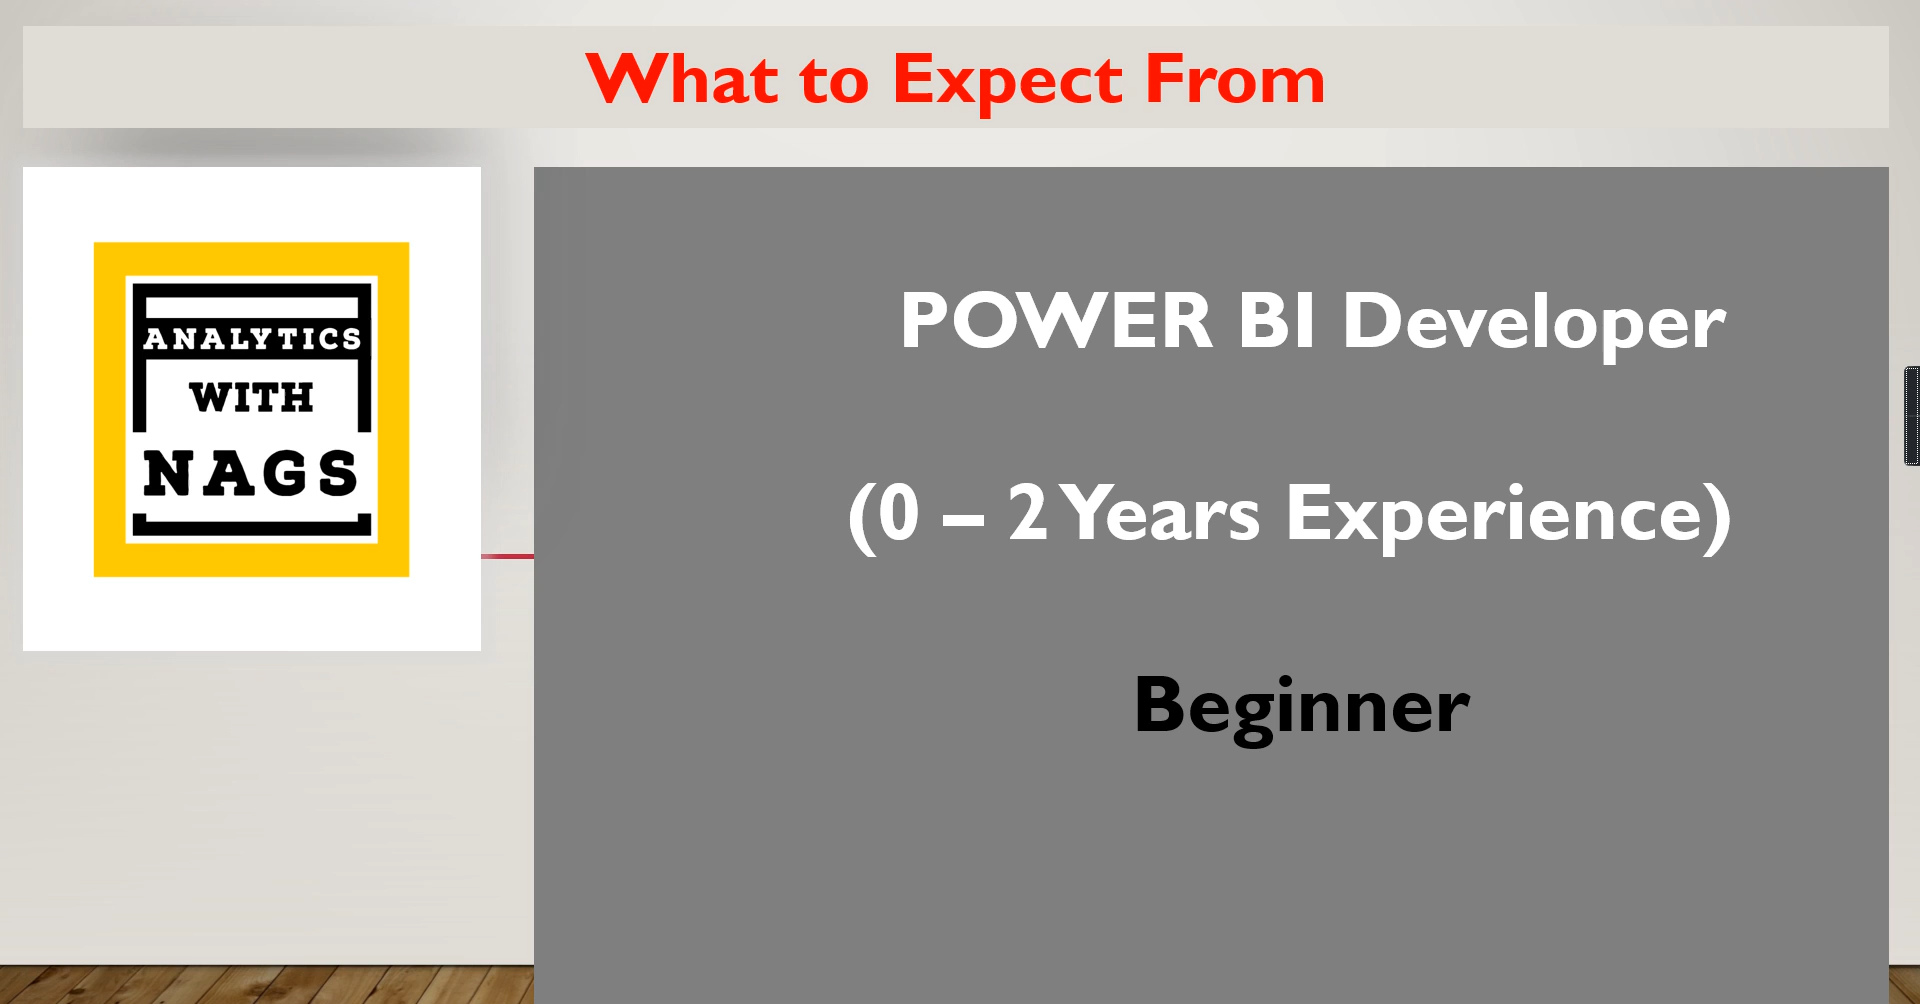 What to Expect From
ANALYTICS
WITH
NAGS
POWER BI Developer
(0 – 2 Years Experience)
Beginner